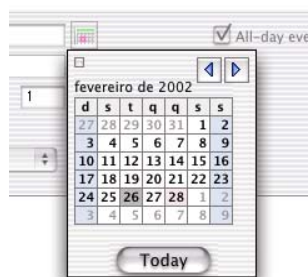 All-day eve
fevereiro de 2002
1
d s t q q s s
27 28 29 30 31 1 2
3 4 5 6 7 8 9
10 11 12 13 14 15 16
17 18 19 20 21 22 23
24 25 26 27 28 1 2
3 4 5 6 7 8 9
Today